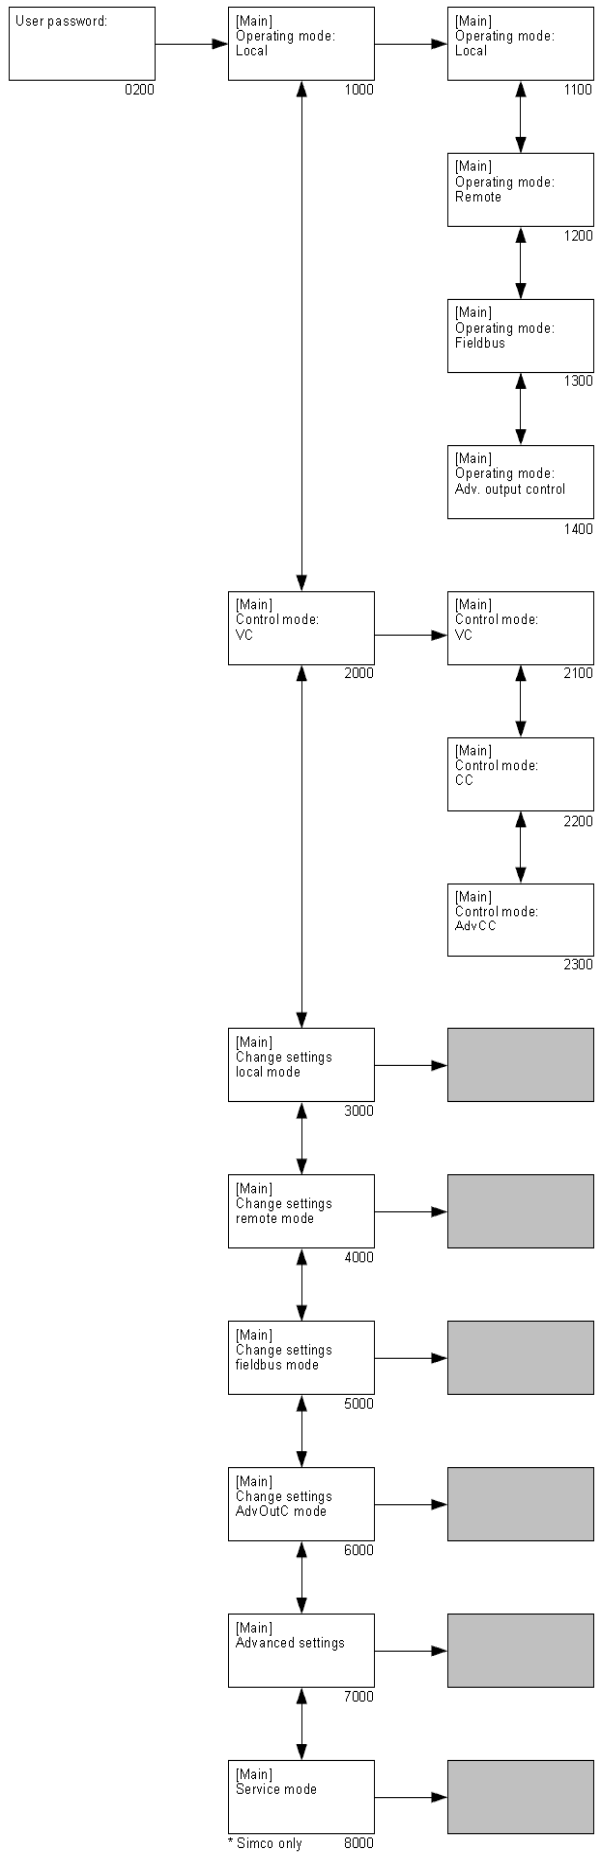 User password:
0200
[Main]
Operating mode:
Local
1000
[Main]
Operating mode:
Local
1100
[Main]
Operating mode:
Remote
1200
[Main]
Operating mode:
Fieldbus
1300
[Main]
Operating mode:
Adv. output control
1400
[Main]
Control mode:
VC
2000
[Main]
Control mode:
VC
2100
[Main]
Control mode:
CC
2200
[Main]
Control mode:
AdvCC
2300
[Main]
Change settings
local mode
3000
[Main]
Change settings
remote mode
4000
[Main]
Change settings
fieldbus mode
5000
[Main]
Change settings
AdvOutC mode
6000
[Main]
Advanced settings
7000
[Main]
Service mode
* Simco only 8000